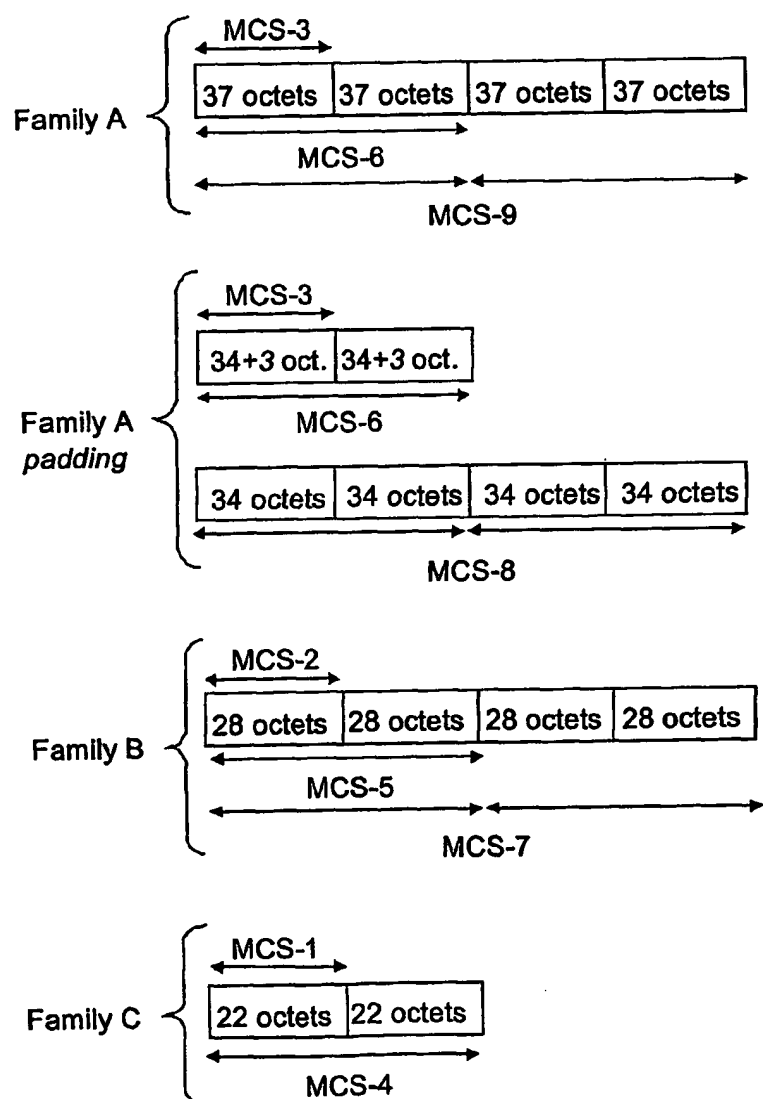 MCS-3
37 octets 37 octets 37 octets 37 octets
Family A
MCS-6
MCS-9
MCS-3
34+3 oct. 34+3 oct.
MCS-6
Family A
padding
34 octets 34 octets 34 octets 34 octets
MCS-8
MCS-2
28 octets 28 octets 28 octets 28 octets
Family B
MCS-5
MCS-7
MCS-1
22 octets 22 octets
Family C
MCS-4